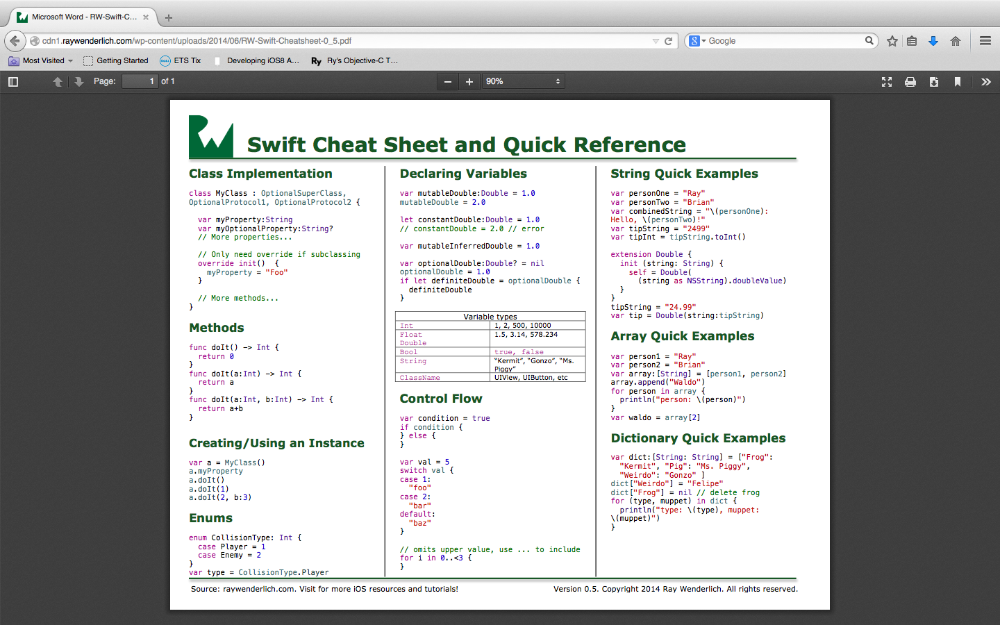 Microsoft Word - RW-Swift-C...
cdn1.raywenderlich.com/wp-content/uploads/2014/06/RW-Swift-Cheatsheet-0_5.pdf
8 Google
Most Visited Getting Started ETS Tix Developing iOS8 A... Ry Ry's Objective-C T...
Page: 1 of 1 90%
RW
Swift Cheat Sheet and Quick Reference
Class Implementation
class MyClass : OptionalSuperClass,
OptionalProtocol1, OptionalProtocol2 {
var myProperty:String
var myOptionalProperty:String?
// More properties...
// Only need override if subclassing
override init()  {
myProperty = "Foo"
}
// More methods...
}
Methods
func doIt() -> Int {
return 0
}
func doIt(a:Int) -> Int {
return a
}
func doIt(a:Int, b:Int) -> Int {
return a+b
}
Creating/Using an Instance
var a = MyClass()
a.myProperty
a.doIt()
a.doIt(1)
a.doIt(2, b:3)
Enums
enum CollisionType: Int {
case Player = 1
case Enemy = 2
}
var type = CollisionType.Player
Declaring Variables
var mutableDouble:Double = 1.0
mutableDouble = 2.0
let constantDouble:Double = 1.0
// constantDouble = 2.0 // error
var mutableInferredDouble = 1.0
var optionalDouble:Double? = nil
optionalDouble = 1.0
if let definiteDouble = optionalDouble {
definiteDouble
}
Variable types
Int 1, 2, 500, 10000
Float 1.5, 3.14, 578.234
Double
Bool true, false
String “Kermit”, “Gonzo”, “Ms.
Piggy”
ClassName UIView, UIButton, etc
Control Flow
var condition = true
if condition {
} else {
}
var val = 5
switch val {
case 1:
"foo"
case 2:
"bar"
default:
"baz"
}
// omits upper value, use ... to include
for i in 0..<3 {
}
String Quick Examples
var personOne = "Ray"
var personTwo = "Brian"
var combinedString = "\(personOne):
Hello, \(personTwo)!"
var tipString = "2499"
var tipInt = tipString.toInt()
extension Double {
init (string: String) {
self = Double(
(string as NSString).doubleValue)
}
}
tipString = "24.99"
var tip = Double(string:tipString)
Array Quick Examples
var person1 = "Ray"
var person2 = "Brian"
var array:[String] = [person1, person2]
array.append("Waldo")
for person in array {
println("person: \(person)")
}
var waldo = array[2]
Dictionary Quick Examples
var dict:[String: String] = ["Frog":
"Kermit", "Pig": "Ms. Piggy",
"Weirdo": "Gonzo" ]
dict["Weirdo"] = "Felipe"
dict["Frog"] = nil // delete frog
for (type, muppet) in dict {
println("type: \(type), muppet:
\(muppet)")
}
Source: raywenderlich.com. Visit for more iOS resources and tutorials! Version 0.5. Copyright 2014 Ray Wenderlich. All rights reserved.